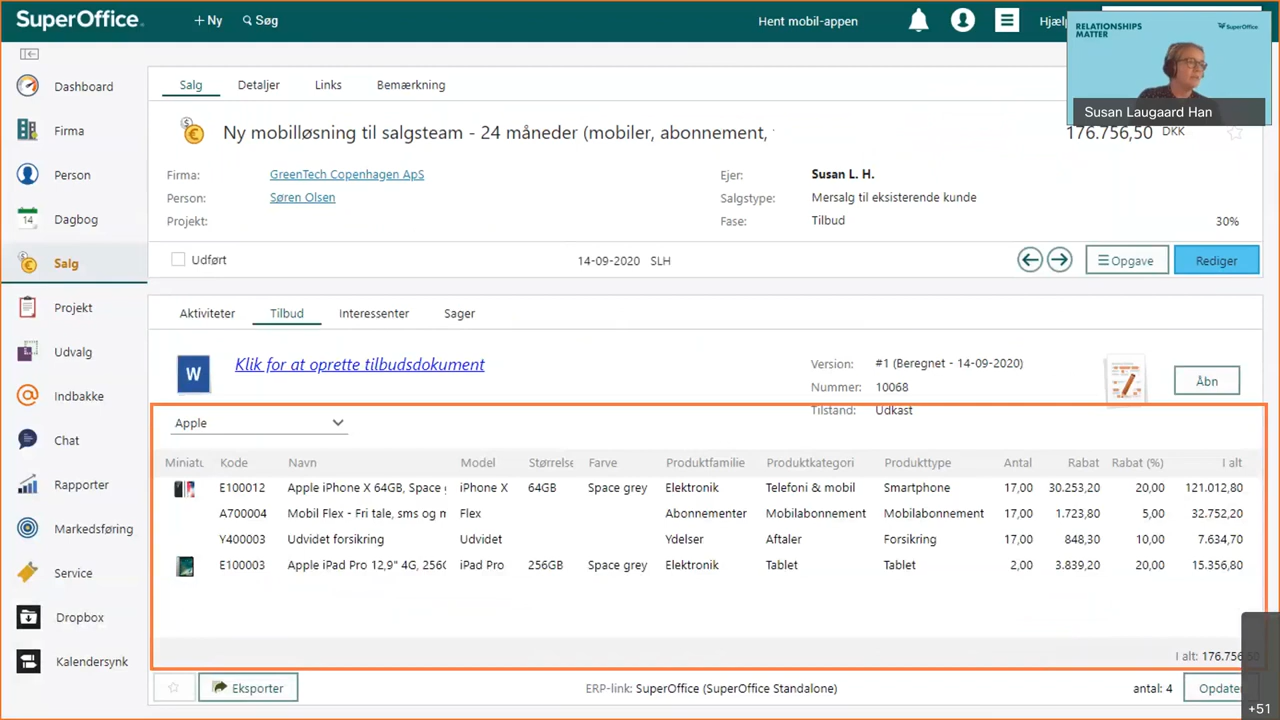 SuperOffice.
+ Ny
Søg
Hent mobil-appen
RELATIONSHIPS
MATTER
SuperOffice
Susan Laugaard Han
Dashboard
Firma
Person
14
Dagbog
Salg
Projekt
Udvalg
Indbakke
Chat
Rapporter
Markedsføring
Service
Dropbox
Kalendersynk
Salg Detaljer Links Bemærkning
Ny mobilløsning til salgsteam - 24 måneder (mobiler, abonnement,
176.756,50 DKK
Firma: GreenTech Copenhagen ApS Ejer: Susan L. H.
Person: Søren Olsen Salgstype: Mersalg til eksisterende kunde
Projekt: Fase: Tilbud 30%
Udført 14-09-2020 SLH Opgave Rediger
Aktiviteter Tilbud Interessenter Sager
W Klik for at oprette tilbudsdokument
Version: #1 (Beregnet - 14-09-2020)
Nummer: 10068
Tilstand: Udkast
Åbn
Apple
Kode Navn Model Størrelse Farve Produktfamilie Produktkategori Produkttype Antal Rabat Rabat (%) I alt
E100012 Apple iPhone X 64GB, Space iPhone X 64GB Space grey Elektronik Telefoni & mobil Smartphone 17,00 30.253,20 20,00 121.012,80
A700004 Mobil Flex - Fri tale, sms og Flex Abonnementer Mobilabonnement Mobilabonnement 17,00 1.723,80 5,00 32.752,20
Y400003 Udvidet forsikring Udvidet Ydelser Aftaler Forsikring 17,00 848,30 10,00 7.634,70
E100003 Apple iPad Pro 12,9" 4G, iPad Pro 256GB Space grey Elektronik Tablet Tablet 2,00 3.839,20 20,00 15.356,80
I alt: 176.756,50
Eksporter ERP-link: SuperOffice (SuperOffice Standalone) antal: 4
+51